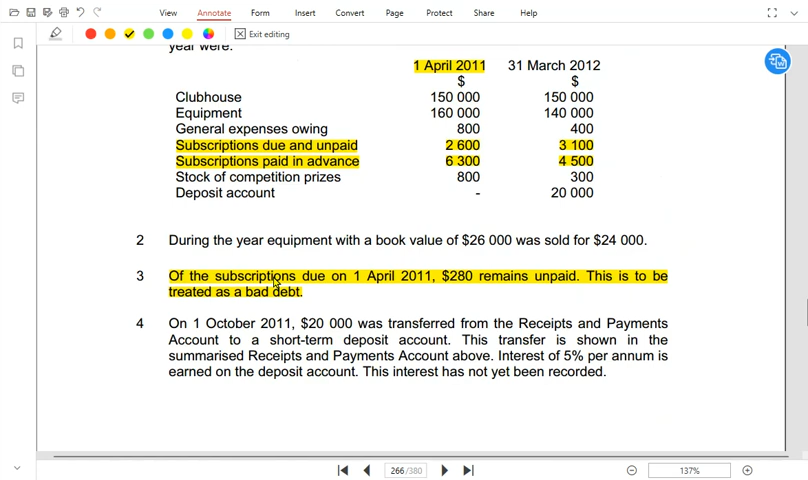 View Annotate Form Insert Convert Page Protect Share Help
Exit editing
year were:
1 April 2011 31 March 2012
$ $
Clubhouse 150 000 150 000
Equipment 160 000 140 000
General expenses owing 800 400
Subscriptions due and unpaid 2 600 3 100
Subscriptions paid in advance 6 300 4 500
Stock of competition prizes 800 300
Deposit account - 20 000
2 During the year equipment with a book value of $26 000 was sold for $24 000.
3 Of the subscriptions due on 1 April 2011, $280 remains unpaid. This is to be
treated as a bad debt.
4 On 1 October 2011, $20 000 was transferred from the Receipts and Payments
Account to a short-term deposit account. This transfer is shown in the
summarised Receipts and Payments Account above. Interest of 5% per annum is
earned on the deposit account. This interest has not yet been recorded.
266 /380 137%